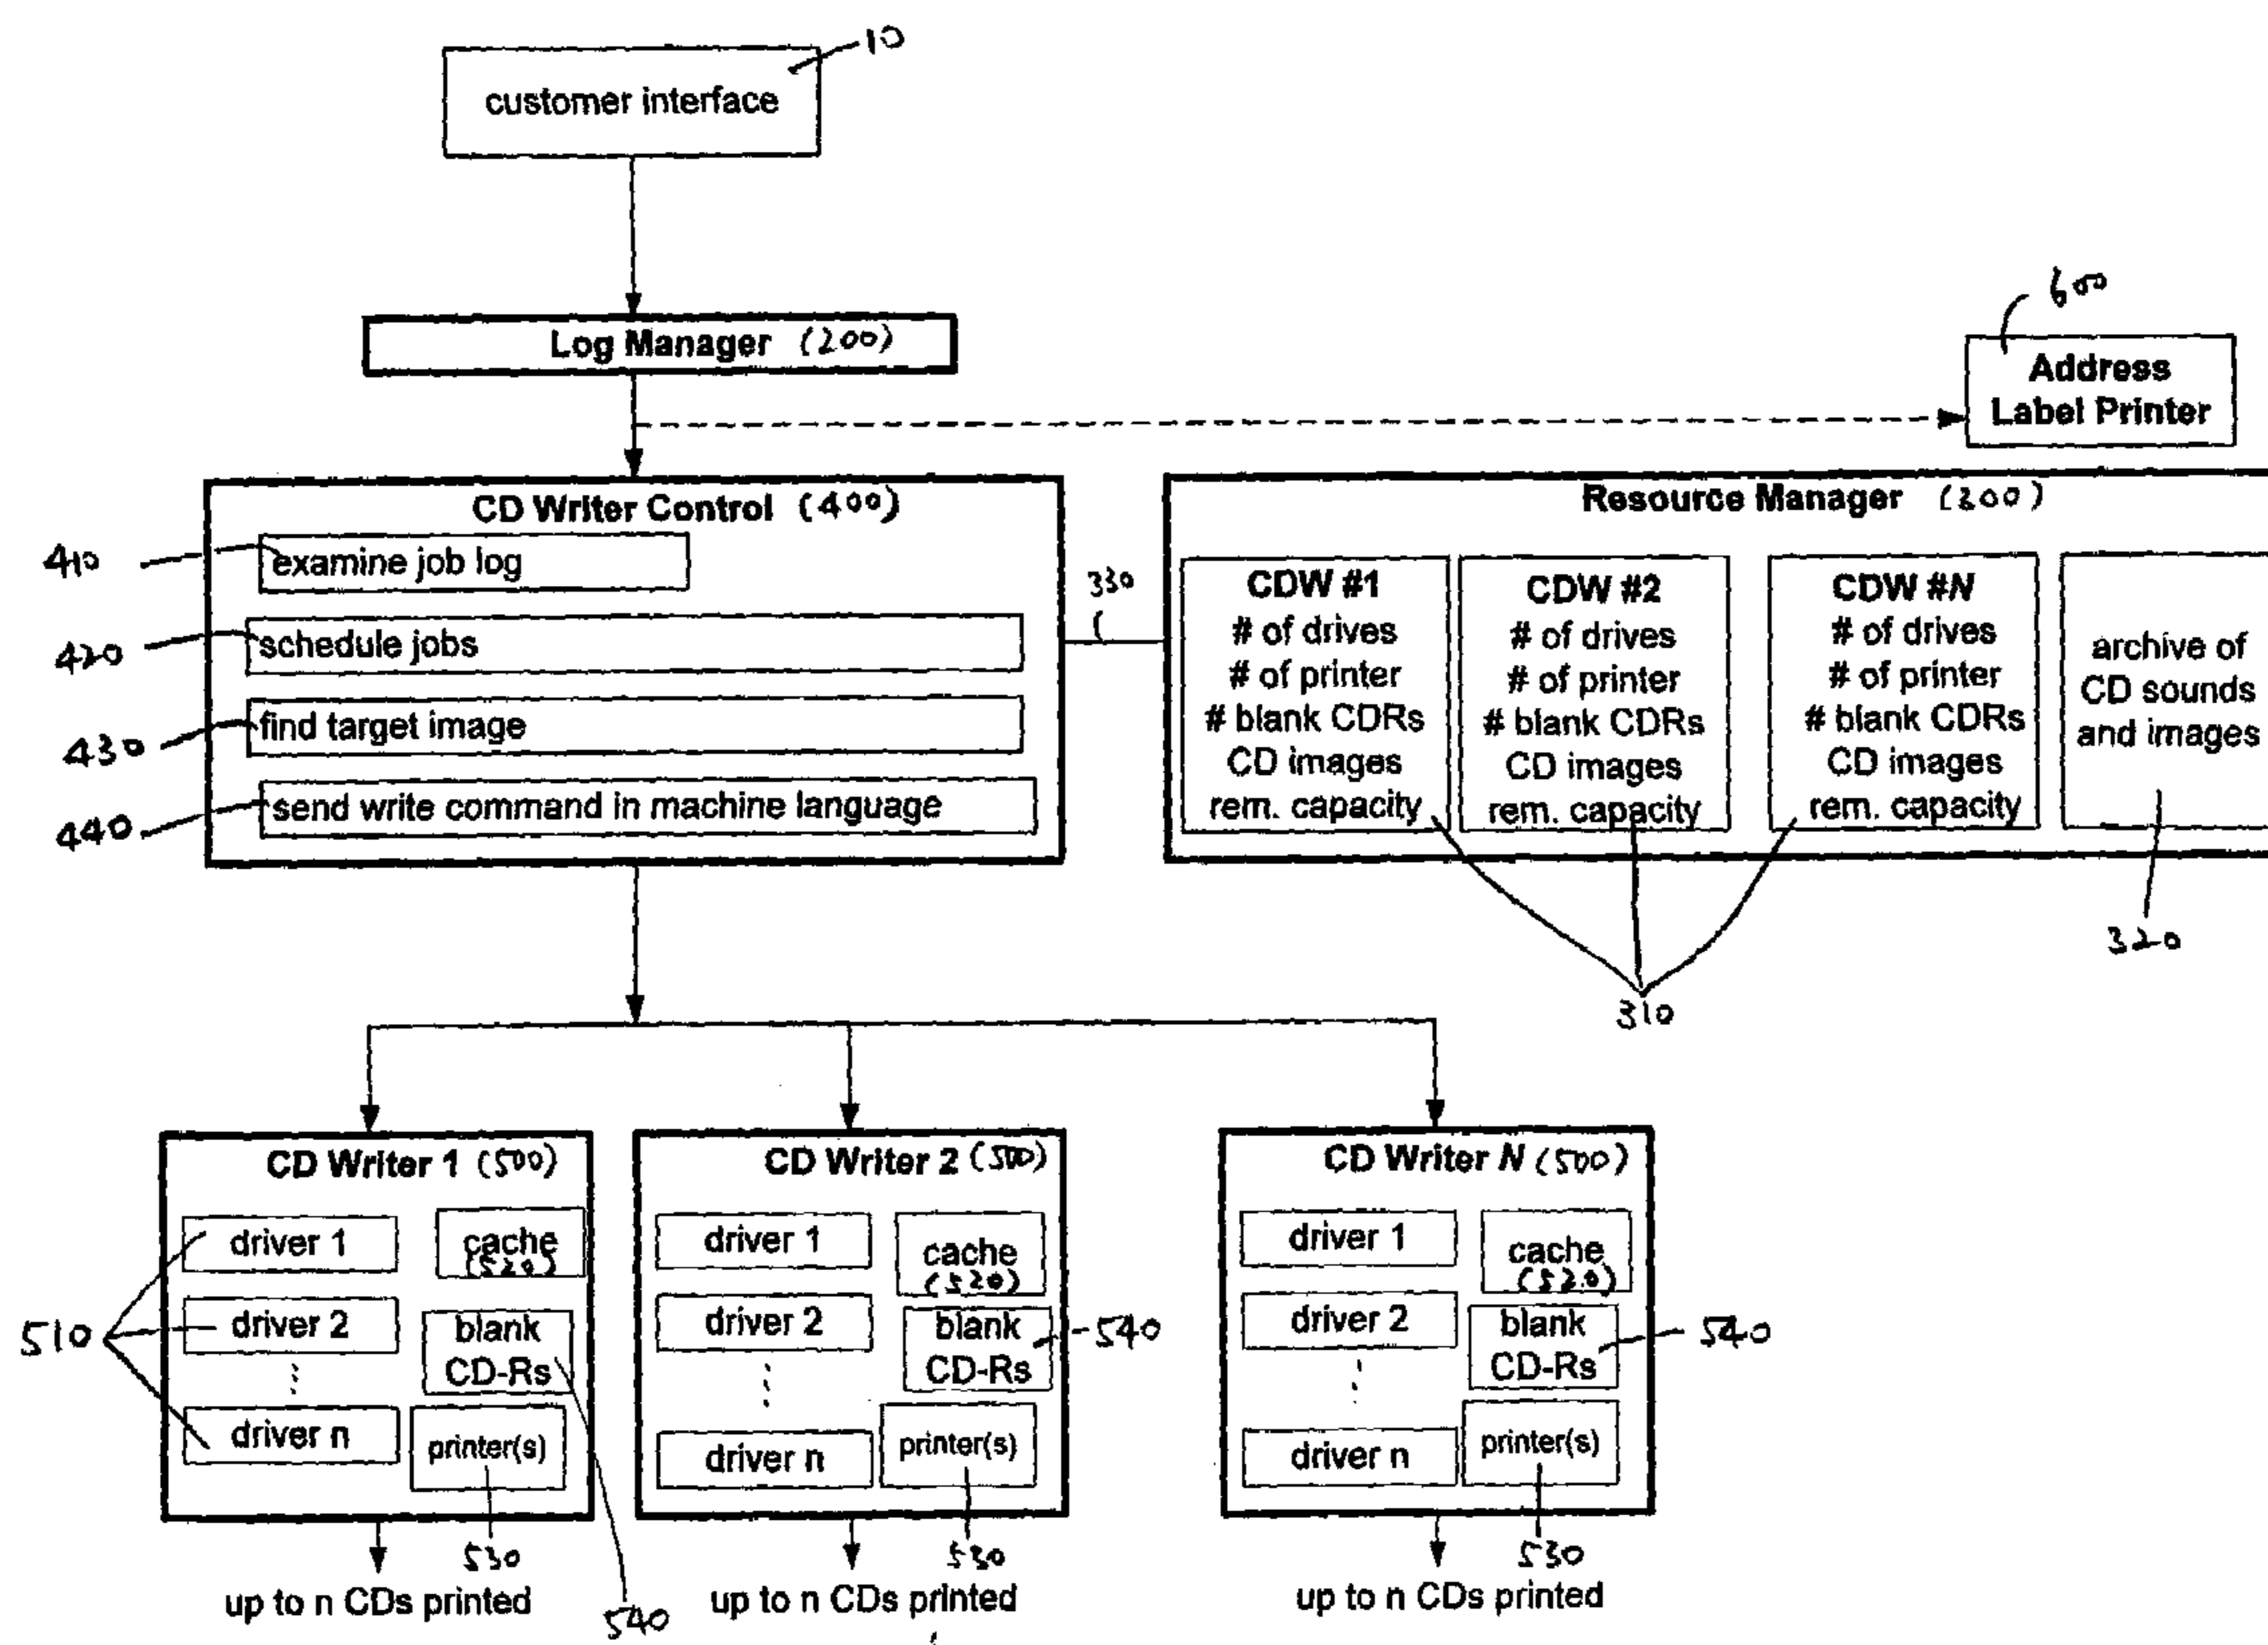 10
customer interface
Log Manager (200)
600
Address
Label Printer
CD Writer Control (400)
410
examine job log
420
schedule jobs
430
find target image
440
send write command in machine language
330
Resource Manager (200)
CDW #1
# of drives
# of printer
# blank CDRs
CD images
rem. capacity
CDW #2
# of drives
# of printer
# blank CDRs
CD images
rem. capacity
CDW #N
# of drives
# of printer
# blank CDRs
CD images
rem. capacity
archive of
CD sounds
and images
310
320
CD Writer 1 (500)
driver 1
driver 2
driver n
cache
(520)
blank
CD-Rs
printer(s)
510
530
540
up to n CDs printed
CD Writer 2 (500)
driver 1
driver 2
driver n
cache
(520)
blank
CD-Rs
printer(s)
540
530
up to n CDs printed
CD Writer N (500)
driver 1
driver 2
driver n
cache
(520)
blank
CD-Rs
printer(s)
540
530
up to n CDs printed